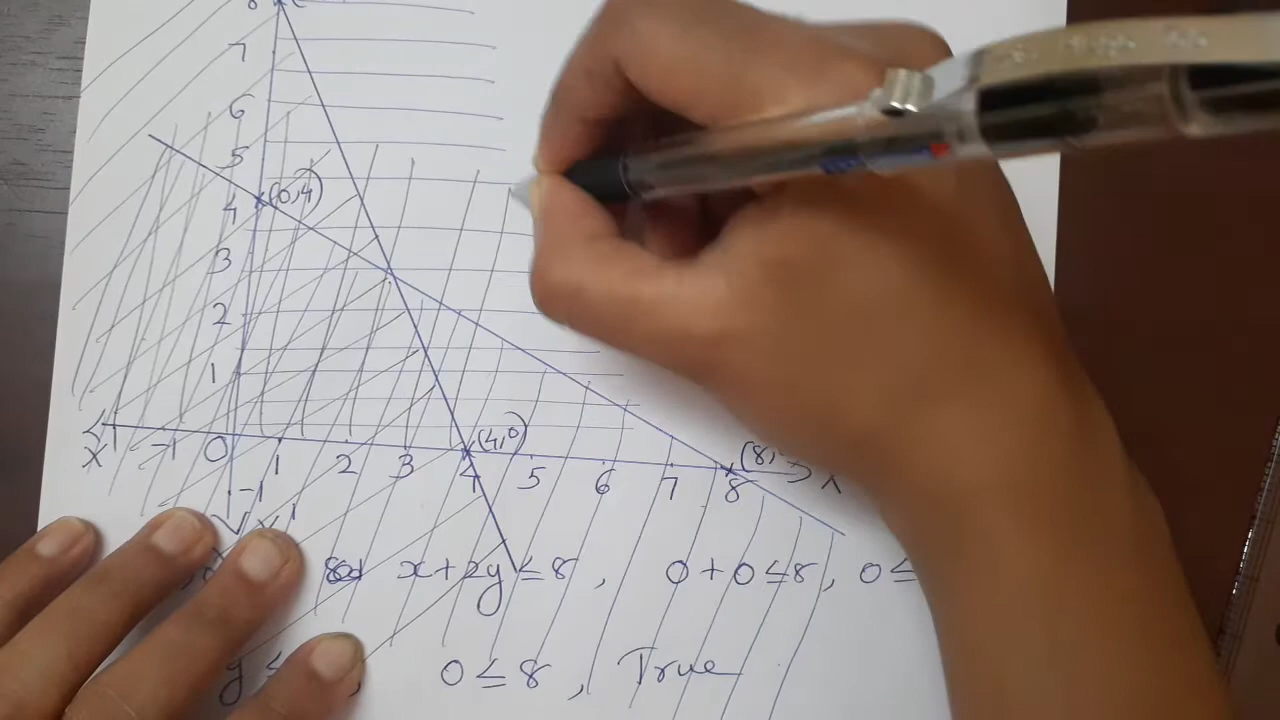 7
6
5
4 (0,4)
3
2
1
-1 0 1 2 3 4 5 6 7 8
(4,0)
(8,
x' x
-1
x+2y ≤ 8, 0+0 ≤ 8, 0 ≤
y ≤ , 0 ≤ 8, True